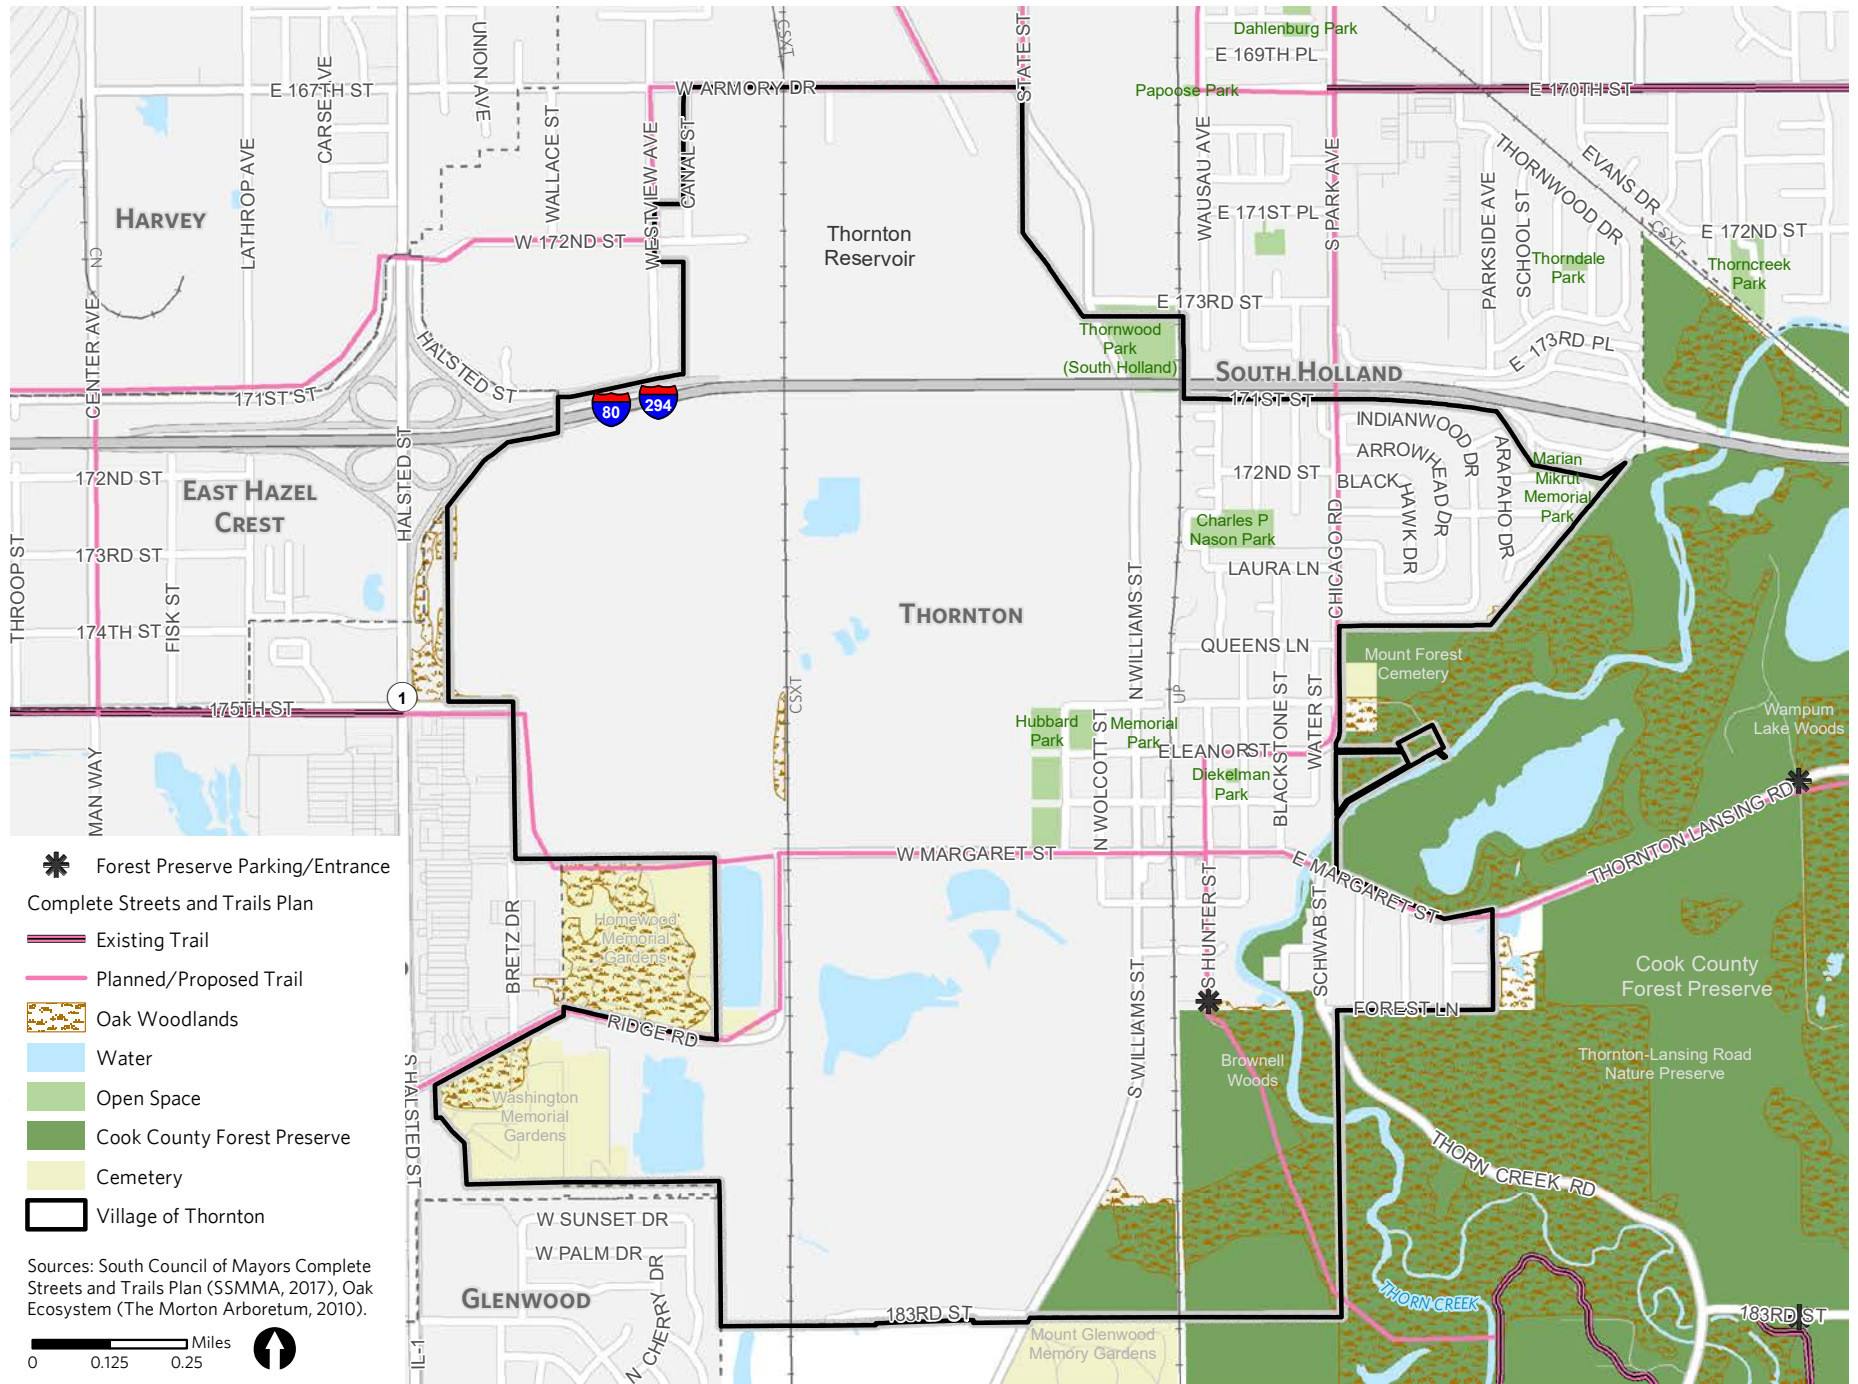 Dahlenburg Park
E 169TH PL
UNION AVE
CSXT
STATE ST
CARSE AVE
E 167TH ST
W ARMORY DR
Papoose Park
E 170TH ST
LATHROP AVE
WALLACE ST
WESTVIEW AVE
CANAL ST
WAUSAU AVE
S PARK AVE
PARKSIDE AVE
SCHOOL ST
THORNWOOD DR
EVANS DR
CSXT
HARVEY
CN
W 172ND ST
Thornton
Reservoir
E 171ST PL
E 172ND ST
Thorndale
Park
Thorncreek
Park
CENTER AVE
E 173RD ST
Thornwood
Park
(South Holland)
E 173RD PL
HALSTED ST
171ST ST
80
294
SOUTH HOLLAND
171ST ST
HALSTED ST
172ND ST
EAST HAZEL
CREST
INDIANWOOD DR
ARROWHEAD DR
BLACK HAWK DR
ARAPAHO DR
172ND ST
Marian
Mikrut
Memorial
Park
Charles P
Nason Park
CHICAGO RD
173RD ST
THROOP ST
FISK ST
174TH ST
LAURA LN
N WILLIAMS ST
THORNTON
QUEENS LN
Mount Forest
Cemetery
CSXT
UP
1
175TH ST
Hubbard
Park
Memorial
Park
N WOLCOTT ST
ELEANOR ST
BLACKSTONE ST
WATER ST
Diekelman
Park
Wampum
Lake Woods
MAN WAY
THORNTON LANSING RD
W MARGARET ST
E MARGARET ST
S HUNTER ST
SCHWAB ST
Homewood
Memorial
Gardens
BRETZ DR
RIDGE RD
S WILLIAMS ST
FOREST LN
Cook County
Forest Preserve
Brownell
Woods
Thornton-Lansing Road
Nature Preserve
S HALSTED ST
Washington
Memorial
Gardens
THORN CREEK RD
W SUNSET DR
W PALM DR
N CHERRY DR
GLENWOOD
IL-1
183RD ST
THORN CREEK
183RD ST
Mount Glenwood
Memory Gardens
Forest Preserve Parking/Entrance
Complete Streets and Trails Plan
Existing Trail
Planned/Proposed Trail
Oak Woodlands
Water
Open Space
Cook County Forest Preserve
Cemetery
Village of Thornton
Sources: South Council of Mayors Complete
Streets and Trails Plan (SSMMA, 2017), Oak
Ecosystem (The Morton Arboretum, 2010).
Miles
0 0.125 0.25